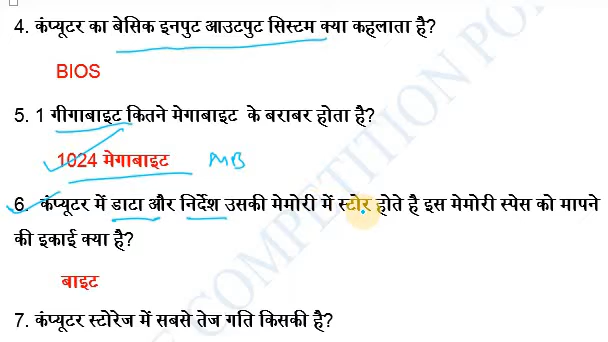 4. कंप्यूटर का बेसिक इनपुट आउटपुट सिस्टम क्या कहलाता है?
BIOS
5. 1 गीगाबाइट कितने मेगाबाइट के बराबर होता है?
1024 मेगाबाइट MB
6. कंप्यूटर में डाटा और निर्देश उसकी मेमोरी में स्टोर होते है इस मेमोरी स्पेस को मापने
की इकाई क्या है?
बाइट
7. कंप्यूटर स्टोरेज में सबसे तेज गति किसकी है?
COMPETITION